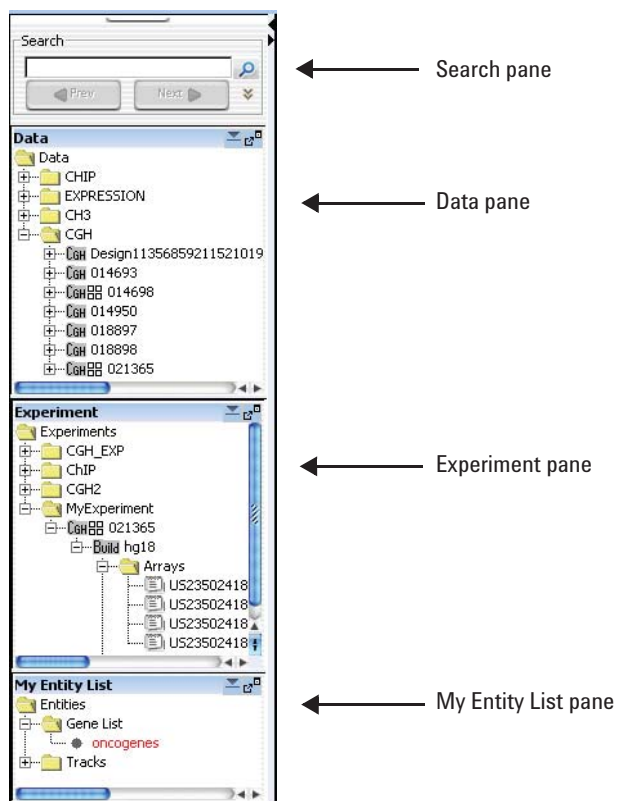 Search
Search pane
Prev
Next
Data
Data
CHIP
EXPRESSION
Data pane
CH3
CGH
CGH Design11356859211521019
CGH 014693
CGH 014698
CGH 014950
CGH 018897
CGH 018898
CGH 021365
Experiment
Experiments
CGH_EXP
ChIP
Experiment pane
CGH2
MyExperiment
CGH 021365
Build hg18
Arrays
US23502418
US23502418
US23502418
US23502418
My Entity List
Entities
My Entity List pane
Gene List
oncogenes
Tracks